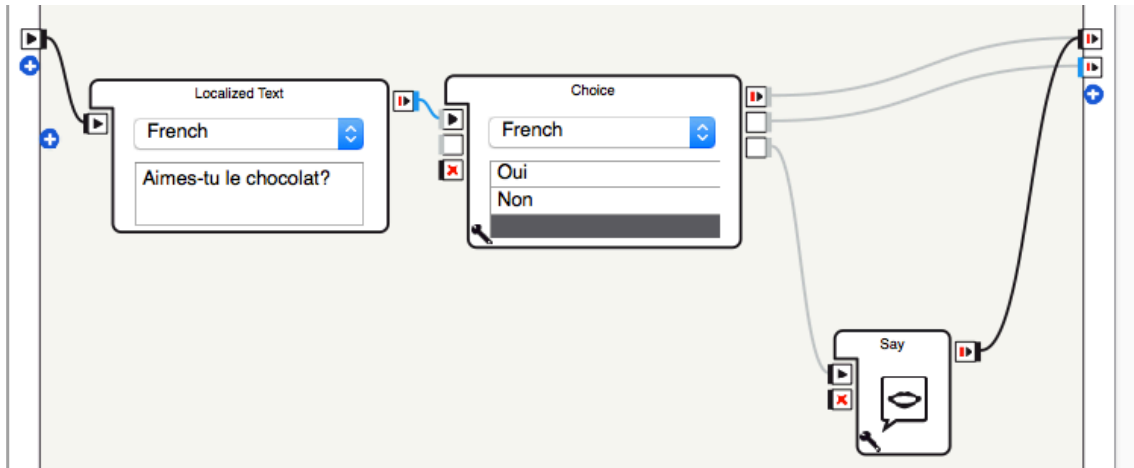 Localized Text
French
Aimes-tu le chocolat?
Choice
French
Oui
Non
Say